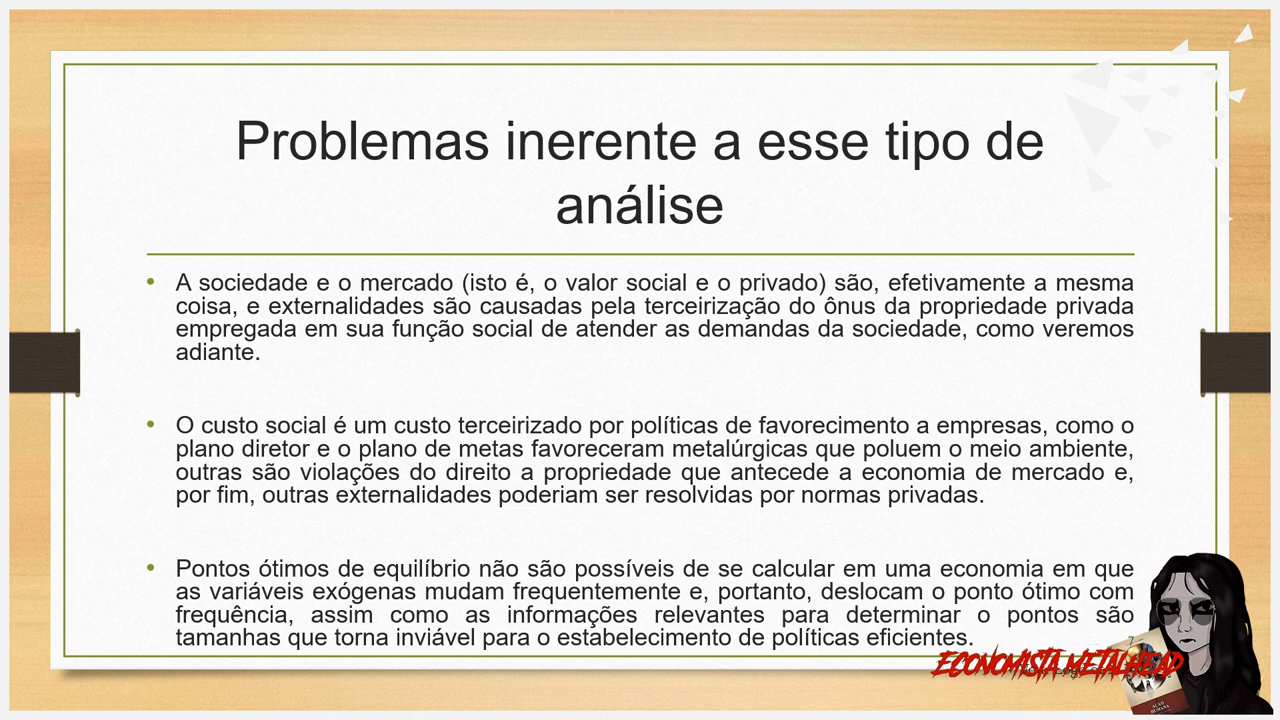 Problemas inerente a esse tipo de
análise
A sociedade e o mercado (isto é, o valor social e o privado) são, efetivamente a mesma
coisa, e externalidades são causadas pela terceirização do ônus da propriedade privada
empregada em sua função social de atender as demandas da sociedade, como veremos
adiante.
O custo social é um custo terceirizado por políticas de favorecimento a empresas, como o
plano diretor e o plano de metas favoreceram metalúrgicas que poluem o meio ambiente,
outras são violações do direito a propriedade que antecede a economia de mercado e,
por fim, outras externalidades poderiam ser resolvidas por normas privadas.
Pontos ótimos de equilíbrio não são possíveis de se calcular em uma economia em que
as variáveis exógenas mudam frequentemente e, portanto, deslocam o ponto ótimo com
frequência, assim como as informações relevantes para determinar o pontos são
tamanhas que torna inviável para o estabelecimento de políticas eficientes.
7
ECONOMISTA METALHEAD
AÇÃO
HUMANA